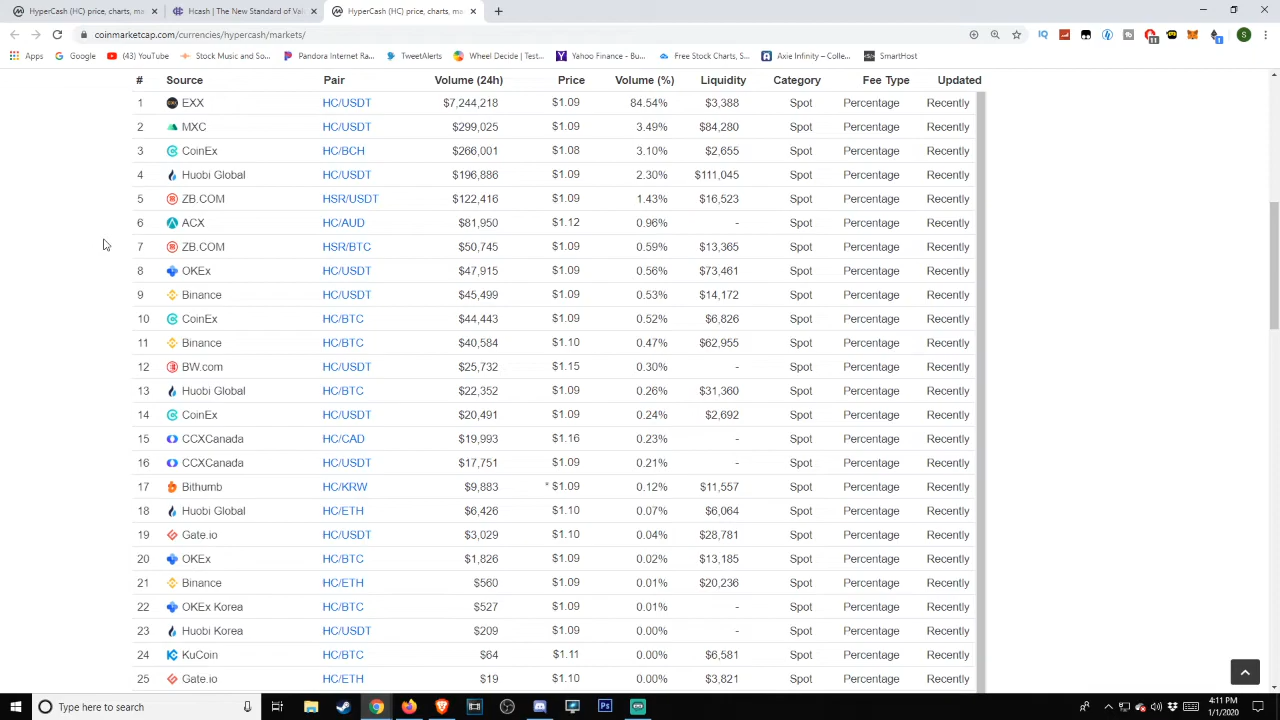 HyperCash (HC) price, charts, ma
Hcash | The New Standard of Val
HyperCash (HC) price, charts, ma
coinmarketcap.com/currencies/hypercash/markets/
Apps Google (43) YouTube Stock Music and So... Pandora Internet Ra... TweetAlerts Wheel Decide | Test... Yahoo Finance - Bu... Free Stock Charts, S... Axie Infinity – Colle... SmartHost
# Source Pair Volume (24h) Price Volume (%) Liquidity Category Fee Type Updated
1 EXX HC/USDT $7,244,218 $1.09 84.54% $3,388 Spot Percentage Recently
2 MXC HC/USDT $299,025 $1.09 3.49% $84,280 Spot Percentage Recently
3 CoinEx HC/BCH $266,001 $1.08 3.10% $2,655 Spot Percentage Recently
4 Huobi Global HC/USDT $196,886 $1.09 2.30% $111,045 Spot Percentage Recently
5 ZB.COM HSR/USDT $122,416 $1.09 1.43% $16,523 Spot Percentage Recently
6 ACX HC/AUD $81,950 $1.12 0.96% - Spot Percentage Recently
7 ZB.COM HSR/BTC $50,745 $1.09 0.59% $13,365 Spot Percentage Recently
8 OKEx HC/USDT $47,915 $1.09 0.56% $73,461 Spot Percentage Recently
9 Binance HC/USDT $45,499 $1.09 0.53% $14,172 Spot Percentage Recently
10 CoinEx HC/BTC $44,443 $1.09 0.52% $6,826 Spot Percentage Recently
11 Binance HC/BTC $40,584 $1.10 0.47% $62,955 Spot Percentage Recently
12 BW.com HC/USDT $25,732 $1.15 0.30% - Spot Percentage Recently
13 Huobi Global HC/BTC $22,352 $1.09 0.26% $31,360 Spot Percentage Recently
14 CoinEx HC/USDT $20,491 $1.09 0.24% $2,692 Spot Percentage Recently
15 CCXCanada HC/CAD $19,993 $1.16 0.23% - Spot Percentage Recently
16 CCXCanada HC/USDT $17,751 $1.09 0.21% - Spot Percentage Recently
17 Bithumb HC/KRW $9,883 * $1.09 0.12% $11,557 Spot Percentage Recently
18 Huobi Global HC/ETH $6,426 $1.10 0.07% $6,064 Spot Percentage Recently
19 Gate.io HC/USDT $3,029 $1.10 0.04% $28,781 Spot Percentage Recently
20 OKEx HC/BTC $1,826 $1.09 0.02% $13,185 Spot Percentage Recently
21 Binance HC/ETH $560 $1.09 0.01% $20,236 Spot Percentage Recently
22 OKEx Korea HC/BTC $527 $1.09 0.01% - Spot Percentage Recently
23 Huobi Korea HC/USDT $209 $1.09 0.00% - Spot Percentage Recently
24 KuCoin HC/BTC $64 $1.11 0.00% $6,581 Spot Percentage Recently
25 Gate.io HC/ETH $19 $1.10 0.00% $3,821 Spot Percentage Recently
Type here to search
4:11 PM
1/1/2020